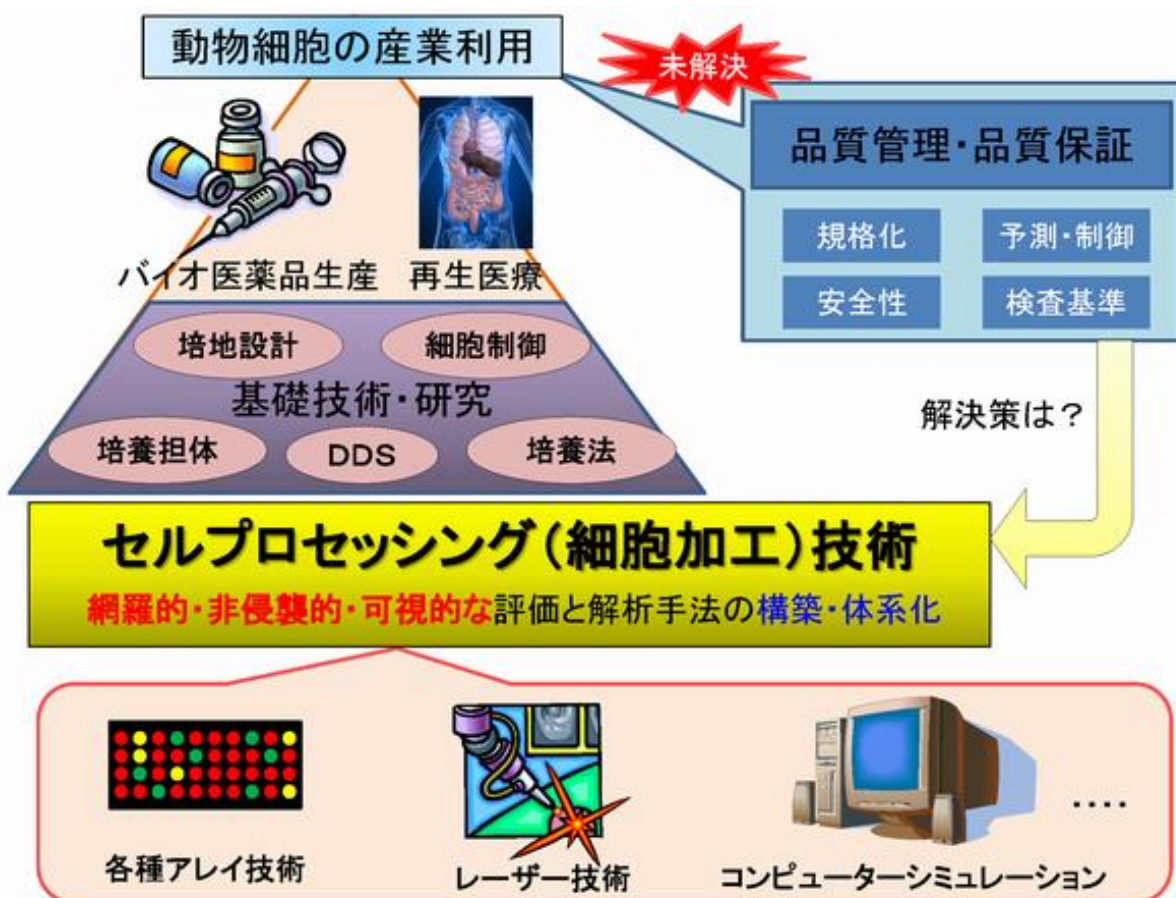 動物細胞の産業利用
未解決
品質管理・品質保証
規格化
予測・制御
安全性
検査基準
バイオ医薬品生産
再生医療
培地設計
細胞制御
基礎技術・研究
培養担体
DDS
培養法
解決策は？
セルプロセッシング（細胞加工）技術
網羅的・非侵襲的・可視的な評価と解析手法の構築・体系化
各種アレイ技術
レーザー技術
コンピューターシミュレーション
‥‥